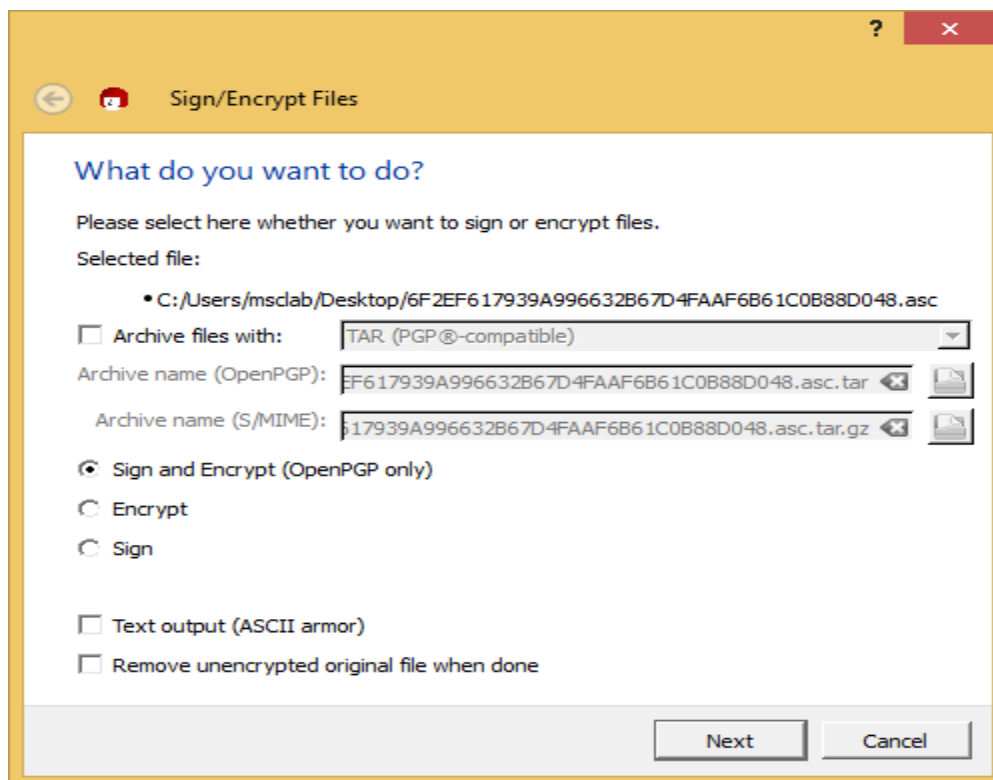 ?
Sign/Encrypt Files
What do you want to do?
Please select here whether you want to sign or encrypt files.
Selected file:
• C:/Users/msclab/Desktop/6F2EF617939A996632B67D4FAAF6B61C0B88D048.asc
Archive files with: TAR (PGP®-compatible)
Archive name (OpenPGP): EF617939A996632B67D4FAAF6B61C0B88D048.asc.tar
Archive name (S/MIME): 617939A996632B67D4FAAF6B61C0B88D048.asc.tar.gz
Sign and Encrypt (OpenPGP only)
Encrypt
Sign
Text output (ASCII armor)
Remove unencrypted original file when done
Next Cancel